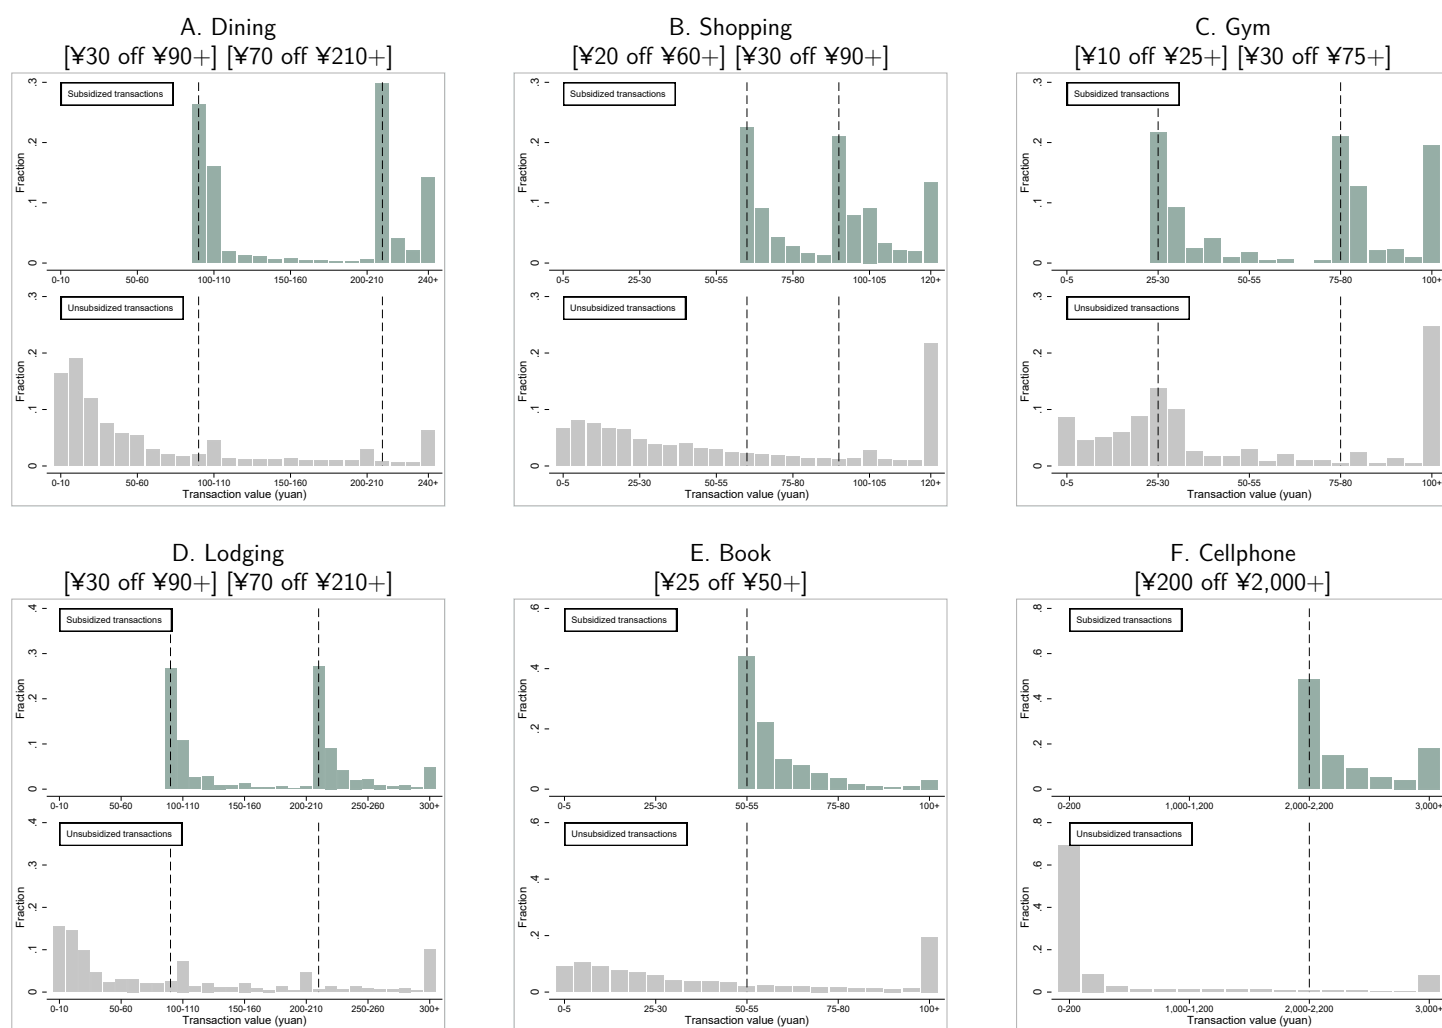 A. Dining
[¥30 off ¥90+] [¥70 off ¥210+]
.3
.2
.1
0
Fraction
Subsidized transactions
0-10 50-60 100-110 150-160 200-210 240+
.3
.2
.1
0
Fraction
Unsubsidized transactions
0-10 50-60 100-110 150-160 200-210 240+
Transaction value (yuan)
B. Shopping
[¥20 off ¥60+] [¥30 off ¥90+]
.3
.2
.1
0
Fraction
Subsidized transactions
0-5 25-30 50-55 75-80 100-105 120+
.3
.2
.1
0
Fraction
Unsubsidized transactions
0-5 25-30 50-55 75-80 100-105 120+
Transaction value (yuan)
C. Gym
[¥10 off ¥25+] [¥30 off ¥75+]
.3
.2
.1
0
Fraction
Subsidized transactions
0-5 25-30 50-55 75-80 100+
.3
.2
.1
0
Fraction
Unsubsidized transactions
0-5 25-30 50-55 75-80 100+
Transaction value (yuan)
D. Lodging
[¥30 off ¥90+] [¥70 off ¥210+]
.4
.3
.2
.1
0
Fraction
Subsidized transactions
0-10 50-60 100-110 150-160 200-210 250-260 300+
.4
.3
.2
.1
0
Fraction
Unsubsidized transactions
0-10 50-60 100-110 150-160 200-210 250-260 300+
Transaction value (yuan)
E. Book
[¥25 off ¥50+]
.6
.4
.2
0
Fraction
Subsidized transactions
0-5 25-30 50-55 75-80 100+
.6
.4
.2
0
Fraction
Unsubsidized transactions
0-5 25-30 50-55 75-80 100+
Transaction value (yuan)
F. Cellphone
[¥200 off ¥2,000+]
.8
.6
.4
.2
0
Fraction
Subsidized transactions
0-200 1,000-1,200 2,000-2,200 3,000+
.8
.6
.4
.2
0
Fraction
Unsubsidized transactions
0-200 1,000-1,200 2,000-2,200 3,000+
Transaction value (yuan)